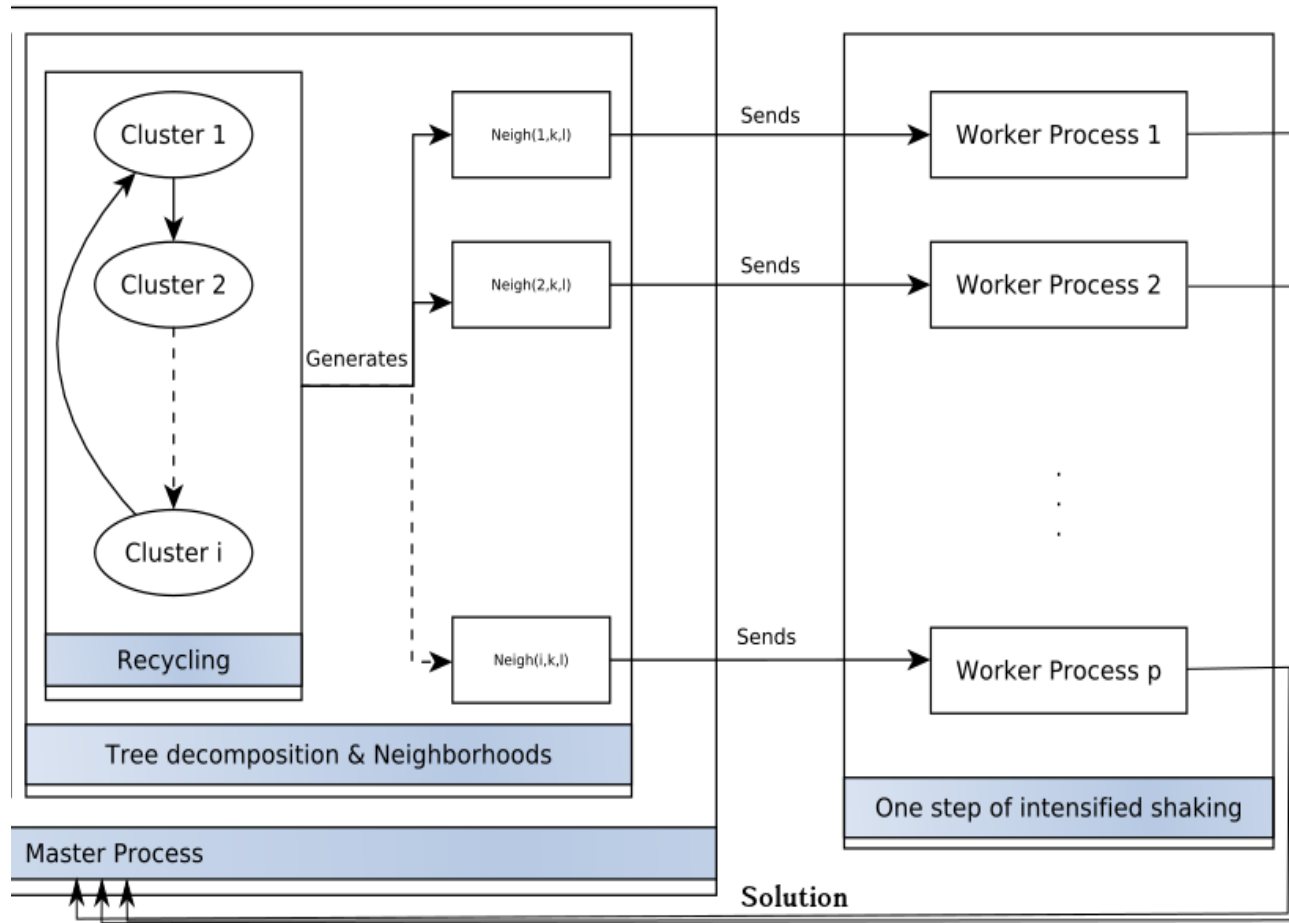 Cluster 1
Cluster 2
Cluster i
Recycling
Generates
Neigh(1,k,l)
Neigh(2,k,l)
Neigh(i,k,l)
Tree decomposition & Neighborhoods
Master Process
Sends
Sends
Sends
Worker Process 1
Worker Process 2
.
.
.
Worker Process p
One step of intensified shaking
Solution